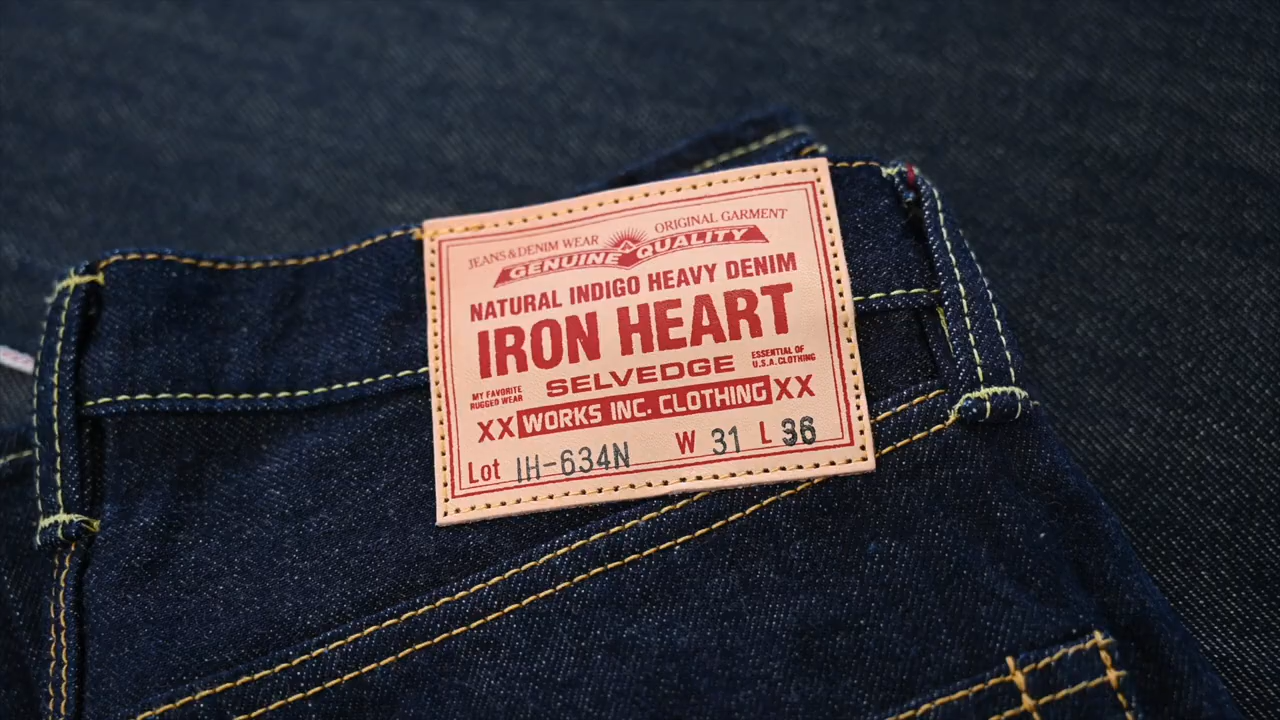 JEANS & DENIM WEAR ORIGINAL GARMENT
GENUINE QUALITY
NATURAL INDIGO HEAVY DENIM
IRON HEART
SELVEDGE
ESSENTIAL OF
U.S.A. CLOTHING
MY FAVORITE
RUGGED WEAR
XX WORKS INC. CLOTHING XX
Lot IH-634N W 31 L 36